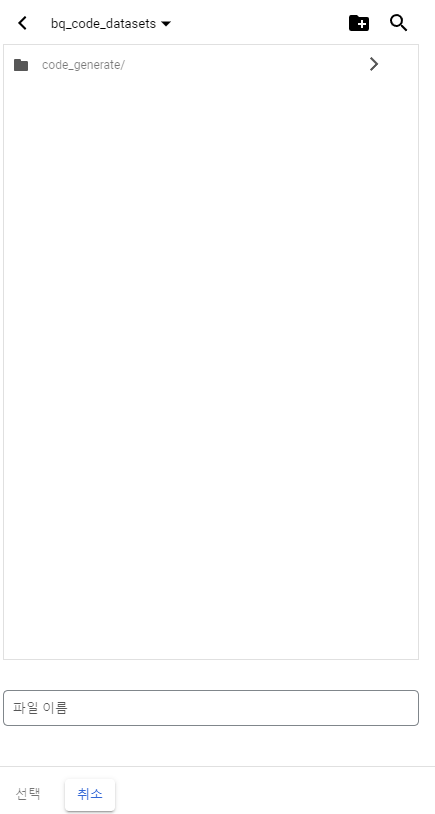 bq_code_datasets
code_generate/
파일 이름
선택 취소